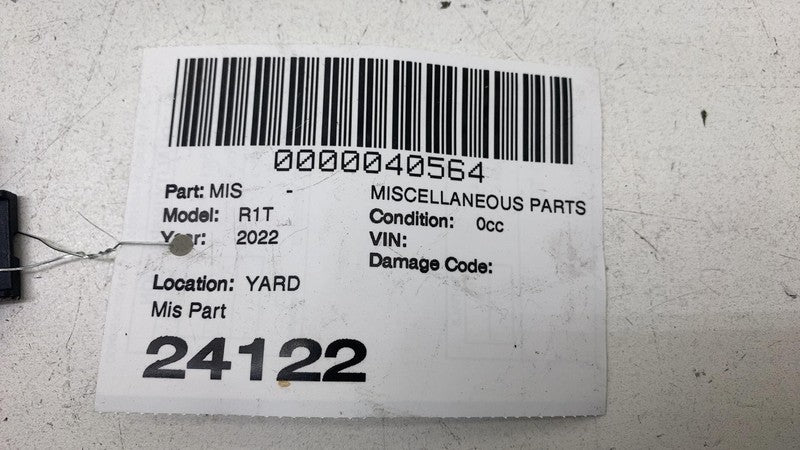 0000040564
Part: MIS - MISCELLANEOUS PARTS
Model: R1T Condition: 0cc
Year: 2022 VIN:
Damage Code:
Location: YARD
Mis Part
24122